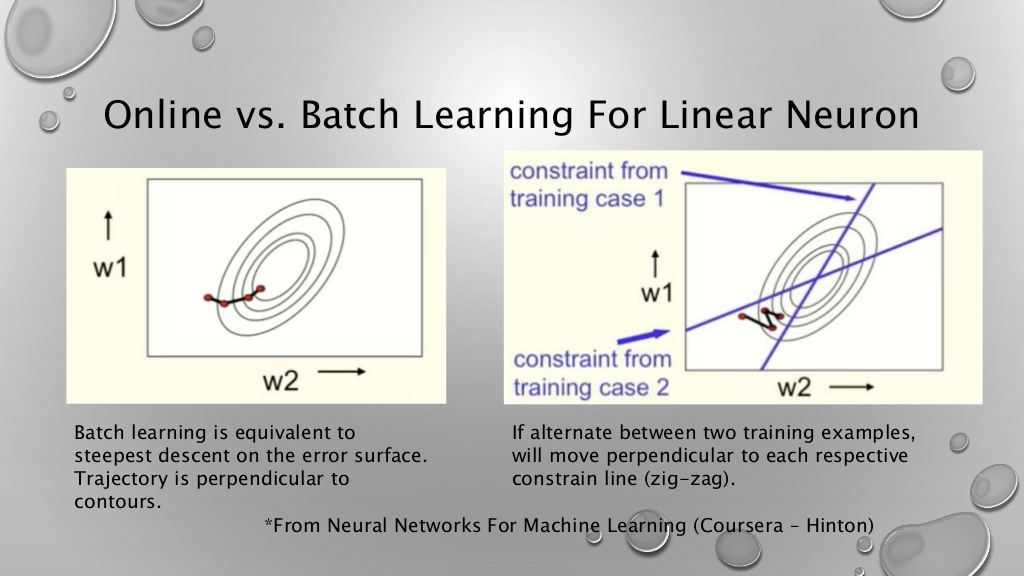 Online vs. Batch Learning For Linear Neuron
w1
w2
constraint from
training case 1
w1
constraint from
training case 2
w2
Batch learning is equivalent to
steepest descent on the error surface.
Trajectory is perpendicular to
contours.
If alternate between two training examples,
will move perpendicular to each respective
constrain line (zig-zag).
*From Neural Networks For Machine Learning (Coursera – Hinton)